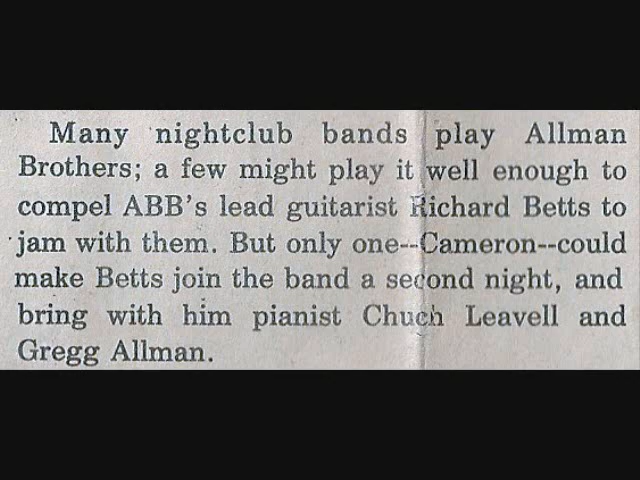 Many nightclub bands play Allman
Brothers; a few might play it well enough to
compel ABB's lead guitarist Richard Betts to
jam with them. But only one--Cameron--could
make Betts join the band a second night, and
bring with him pianist Chuch Leavell and
Gregg Allman.